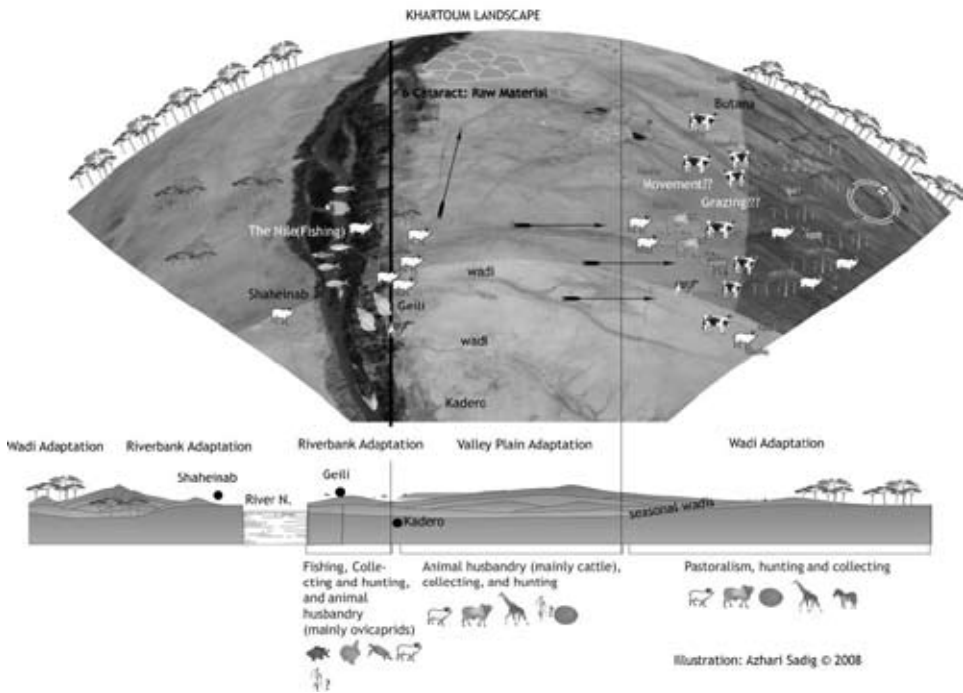 KHARTOUM LANDSCAPE
6 Cataract: Raw Material
Butana
Movement??
Grazing???
The Nile(Fishing)
wadi
Shaheinab
Geili
wadi
Kadero
Wadi Adaptation
Riverbank Adaptation
Riverbank Adaptation
Valley Plain Adaptation
Wadi Adaptation
Shaheinab
Geili
River N.
Kadero
seasonal wadis
Fishing, Colle-
cting and hunting,
and animal
husbandry
(mainly ovicaprids)
?
Animal husbandry (mainly cattle),
collecting, and hunting
Pastoralism, hunting and collecting
Illustration: Azhari Sadig © 2008